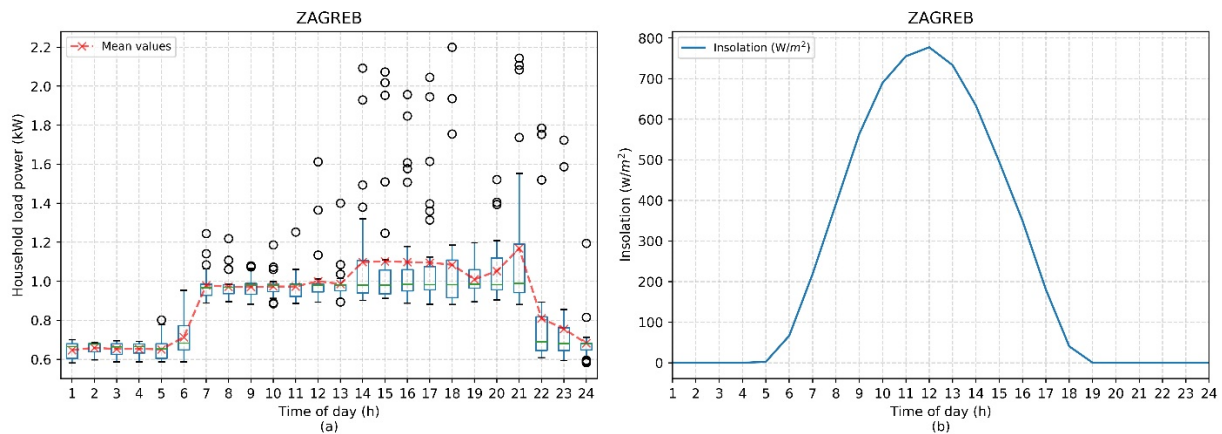 ZAGREB
Mean values
Household load power (kW)
2.2
2.0
1.8
1.6
1.4
1.2
1.0
0.8
0.6
1 2 3 4 5 6 7 8 9 10 11 12 13 14 15 16 17 18 19 20 21 22 23 24
Time of day (h)
(a)
ZAGREB
Insolation (W/m²)
Insolation (w/m²)
800
700
600
500
400
300
200
100
0
1 2 3 4 5 6 7 8 9 10 11 12 13 14 15 16 17 18 19 20 21 22 23 24
Time of day (h)
(b)